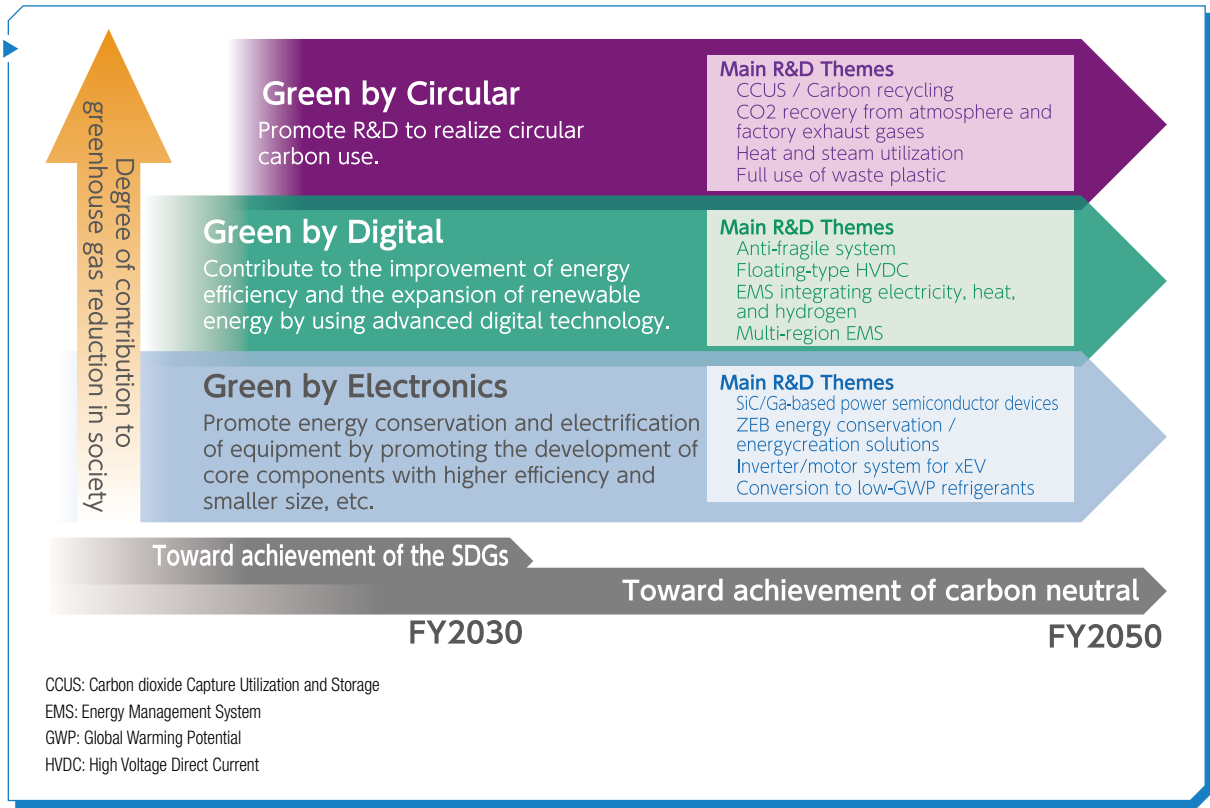 Degree of contribution to
greenhouse gas reduction in society
Green by Circular
Promote R&D to realize circular
carbon use.
Main R&D Themes
CCUS / Carbon recycling
CO2 recovery from atmosphere and
factory exhaust gases
Heat and steam utilization
Full use of waste plastic
Green by Digital
Contribute to the improvement of energy
efficiency and the expansion of renewable
energy by using advanced digital technology.
Main R&D Themes
Anti-fragile system
Floating-type HVDC
EMS integrating electricity, heat,
and hydrogen
Multi-region EMS
Green by Electronics
Promote energy conservation and electrification
of equipment by promoting the development of
core components with higher efficiency and
smaller size, etc.
Main R&D Themes
SiC/Ga-based power semiconductor devices
ZEB energy conservation /
energycreation solutions
Inverter/motor system for xEV
Conversion to low-GWP refrigerants
Toward achievement of the SDGs
Toward achievement of carbon neutral
FY2030
FY2050
CCUS: Carbon dioxide Capture Utilization and Storage
EMS: Energy Management System
GWP: Global Warming Potential
HVDC: High Voltage Direct Current